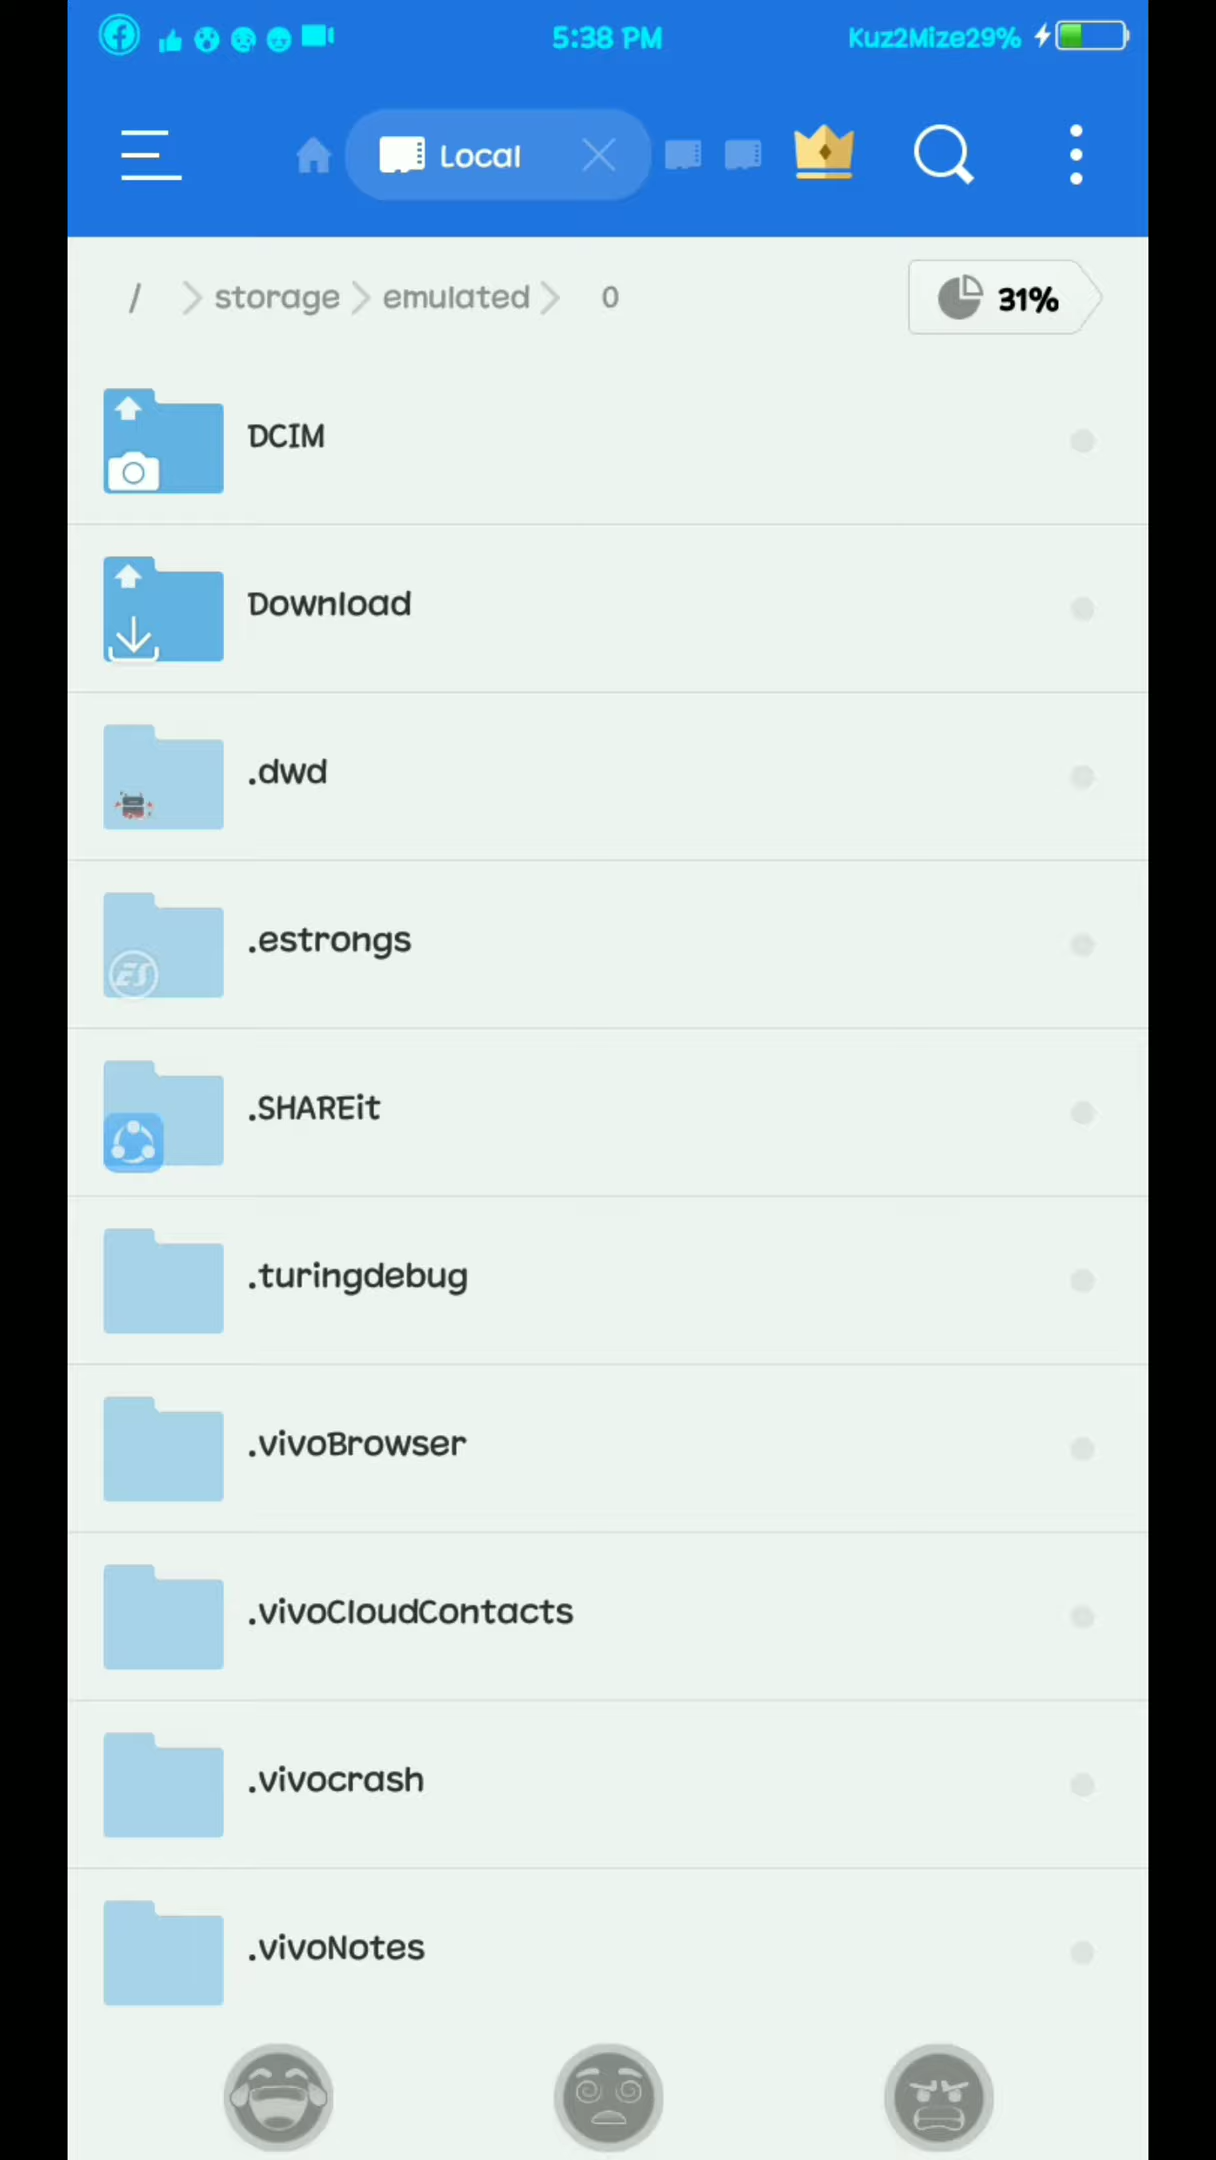 5:38 PM Kuz2Mize29%
Local
/ storage emulated 0 31%
DCIM
Download
.dwd
.estrongs
ES
.SHAREit
.turingdebug
.vivoBrowser
.vivoCloudContacts
.vivocrash
.vivoNotes